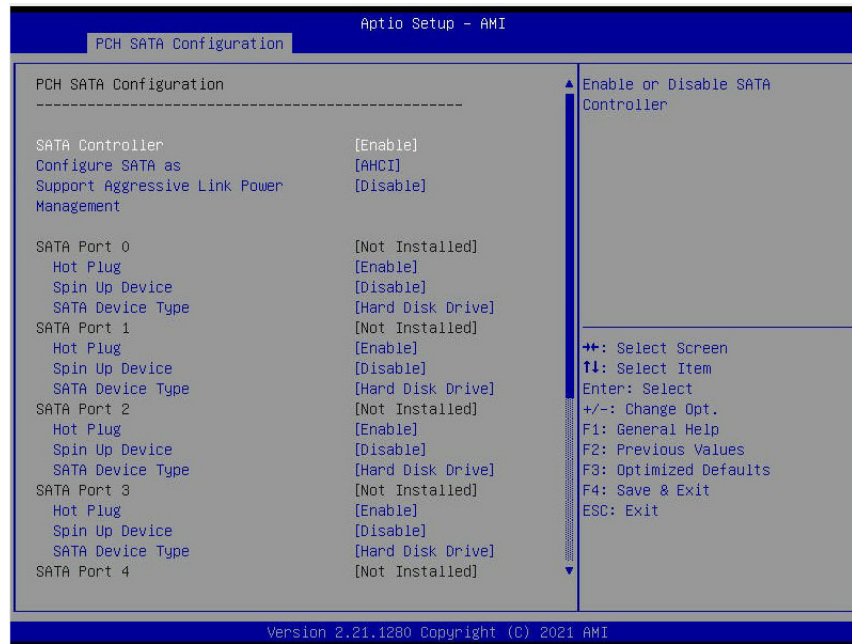 Aptio Setup - AMI
PCH SATA Configuration
PCH SATA Configuration
--------------------------------------------------
SATA Controller [Enable]
Configure SATA as [AHCI]
Support Aggressive Link Power [Disable]
Management
SATA Port 0 [Not Installed]
Hot Plug [Enable]
Spin Up Device [Disable]
SATA Device Type [Hard Disk Drive]
SATA Port 1 [Not Installed]
Hot Plug [Enable]
Spin Up Device [Disable]
SATA Device Type [Hard Disk Drive]
SATA Port 2 [Not Installed]
Hot Plug [Enable]
Spin Up Device [Disable]
SATA Device Type [Hard Disk Drive]
SATA Port 3 [Not Installed]
Hot Plug [Enable]
Spin Up Device [Disable]
SATA Device Type [Hard Disk Drive]
SATA Port 4 [Not Installed]
Enable or Disable SATA
Controller
→←: Select Screen
↑↓: Select Item
Enter: Select
+/-: Change Opt.
F1: General Help
F2: Previous Values
F3: Optimized Defaults
F4: Save & Exit
ESC: Exit
Version 2.21.1280 Copyright (C) 2021 AMI